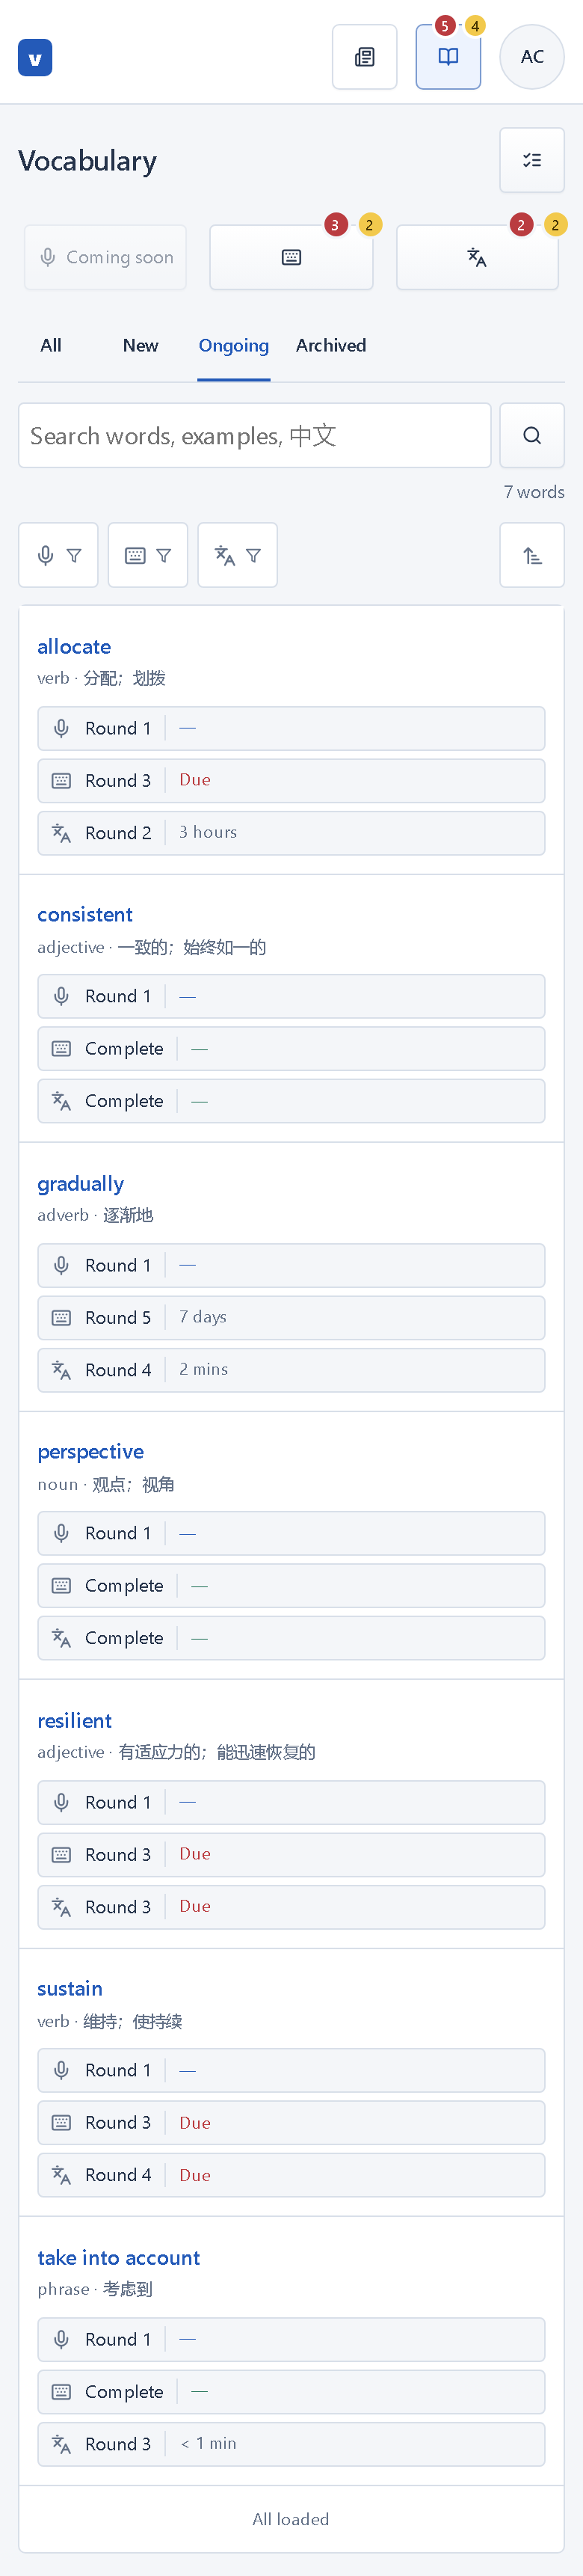 5 4
v AC
Vocabulary
3 2 2 2
Coming soon
All New Ongoing Archived
Search words, examples, 中文
7 words
allocate
verb · 分配；划拨
Round 1 —
Round 3 Due
Round 2 3 hours
consistent
adjective · 一致的；始终如一的
Round 1 —
Complete —
Complete —
gradually
adverb · 逐渐地
Round 1 —
Round 5 7 days
Round 4 2 mins
perspective
noun · 观点；视角
Round 1 —
Complete —
Complete —
resilient
adjective · 有适应力的；能迅速恢复的
Round 1 —
Round 3 Due
Round 3 Due
sustain
verb · 维持；使持续
Round 1 —
Round 3 Due
Round 4 Due
take into account
phrase · 考虑到
Round 1 —
Complete —
Round 3 < 1 min
All loaded